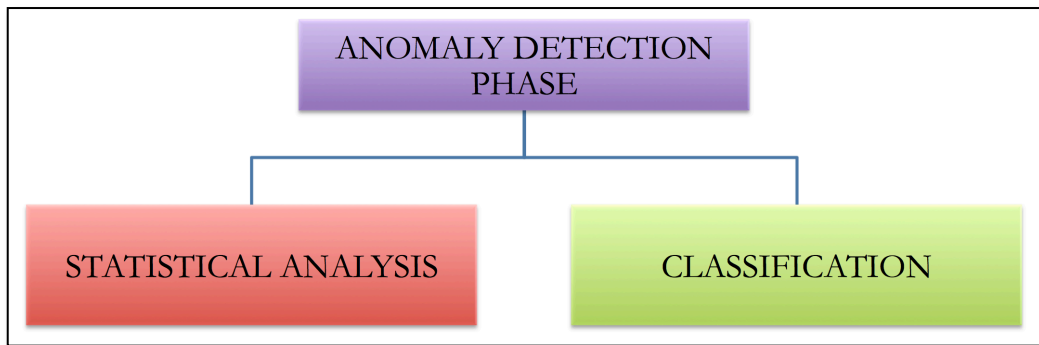 ANOMALY DETECTION
PHASE
STATISTICAL ANALYSIS
CLASSIFICATION